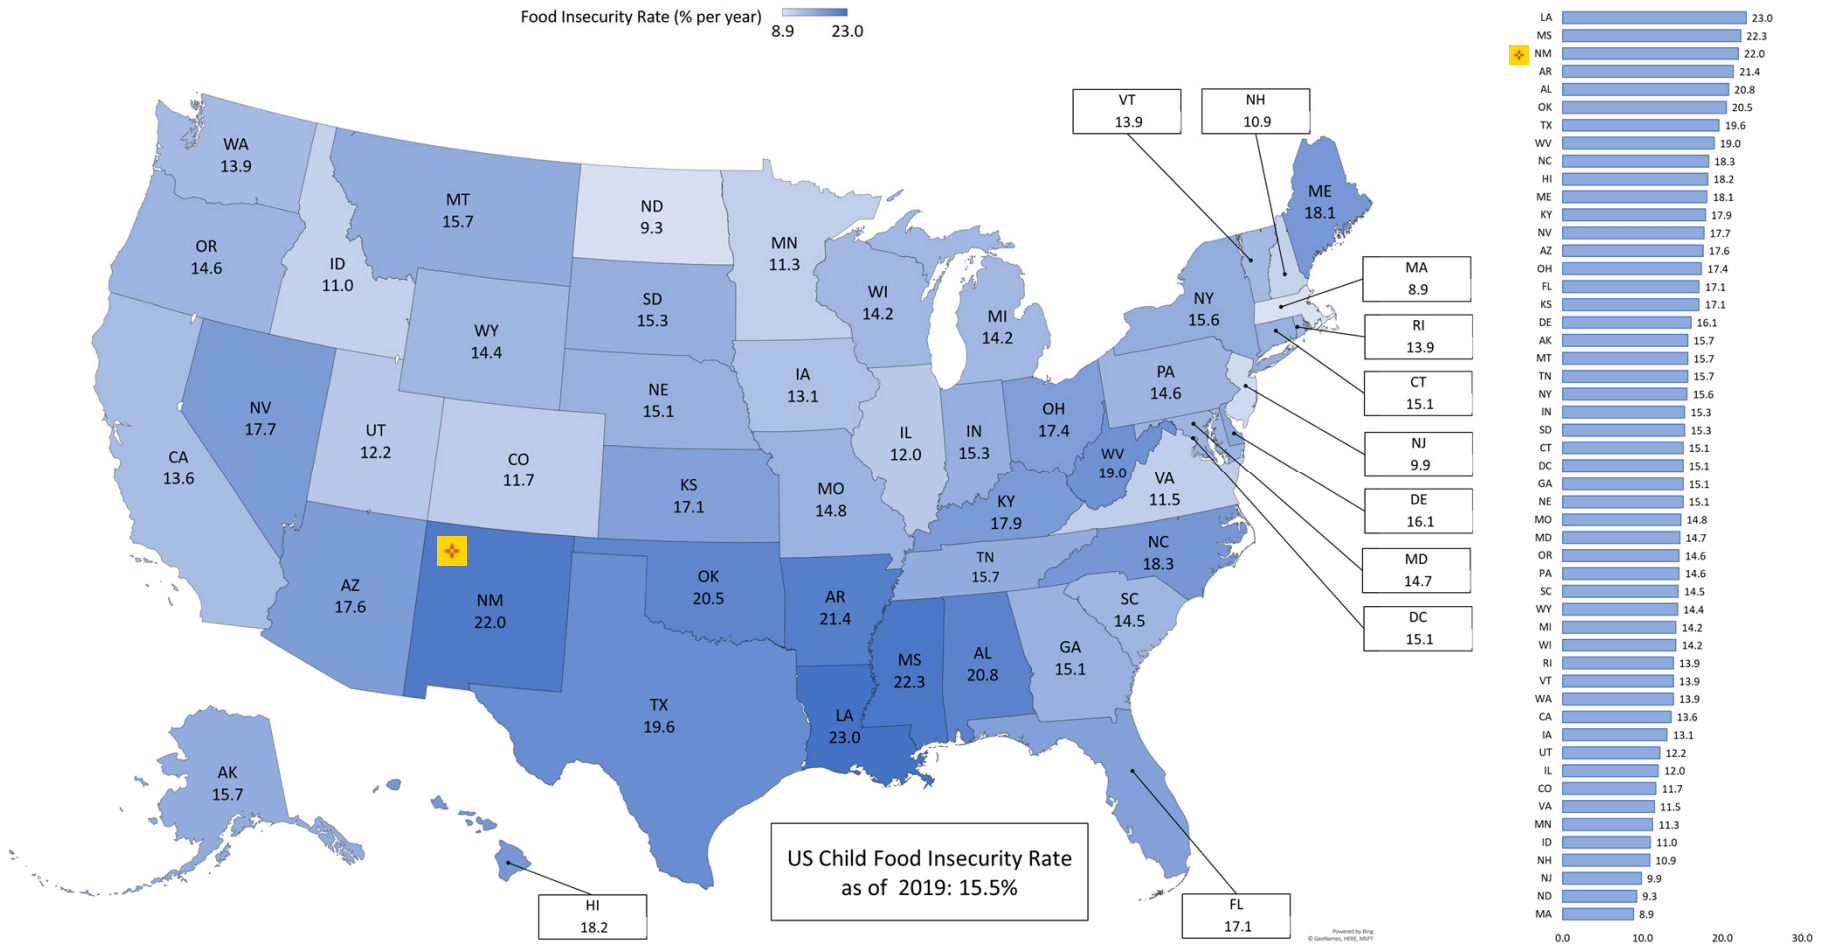 Food Insecurity Rate (% per year)
8.9 23.0
WA
13.9
OR
14.6
CA
13.6
NV
17.7
ID
11.0
MT
15.7
WY
14.4
UT
12.2
CO
11.7
AZ
17.6
NM
22.0
ND
9.3
SD
15.3
NE
15.1
KS
17.1
OK
20.5
TX
19.6
MN
11.3
IA
13.1
MO
14.8
AR
21.4
LA
23.0
WI
14.2
IL
12.0
MI
14.2
IN
15.3
OH
17.4
KY
17.9
TN
15.7
MS
22.3
AL
20.8
GA
15.1
SC
14.5
NC
18.3
VA
11.5
WV
19.0
PA
14.6
NY
15.6
ME
18.1
VT
13.9
NH
10.9
MA
8.9
RI
13.9
CT
15.1
NJ
9.9
DE
16.1
MD
14.7
DC
15.1
FL
17.1
AK
15.7
HI
18.2
US Child Food Insecurity Rate
as of 2019: 15.5%
Powered by Bing
© GeoNames, HERE, MSFT
LA 23.0
MS 22.3
NM 22.0
AR 21.4
AL 20.8
OK 20.5
TX 19.6
WV 19.0
NC 18.3
HI 18.2
ME 18.1
KY 17.9
NV 17.7
AZ 17.6
OH 17.4
FL 17.1
KS 17.1
DE 16.1
AK 15.7
MT 15.7
TN 15.7
NY 15.6
IN 15.3
SD 15.3
CT 15.1
DC 15.1
GA 15.1
NE 15.1
MO 14.8
MD 14.7
OR 14.6
PA 14.6
SC 14.5
WY 14.4
MI 14.2
WI 14.2
RI 13.9
VT 13.9
WA 13.9
CA 13.6
IA 13.1
UT 12.2
IL 12.0
CO 11.7
VA 11.5
MN 11.3
ID 11.0
NH 10.9
NJ 9.9
ND 9.3
MA 8.9
0.0 10.0 20.0 30.0